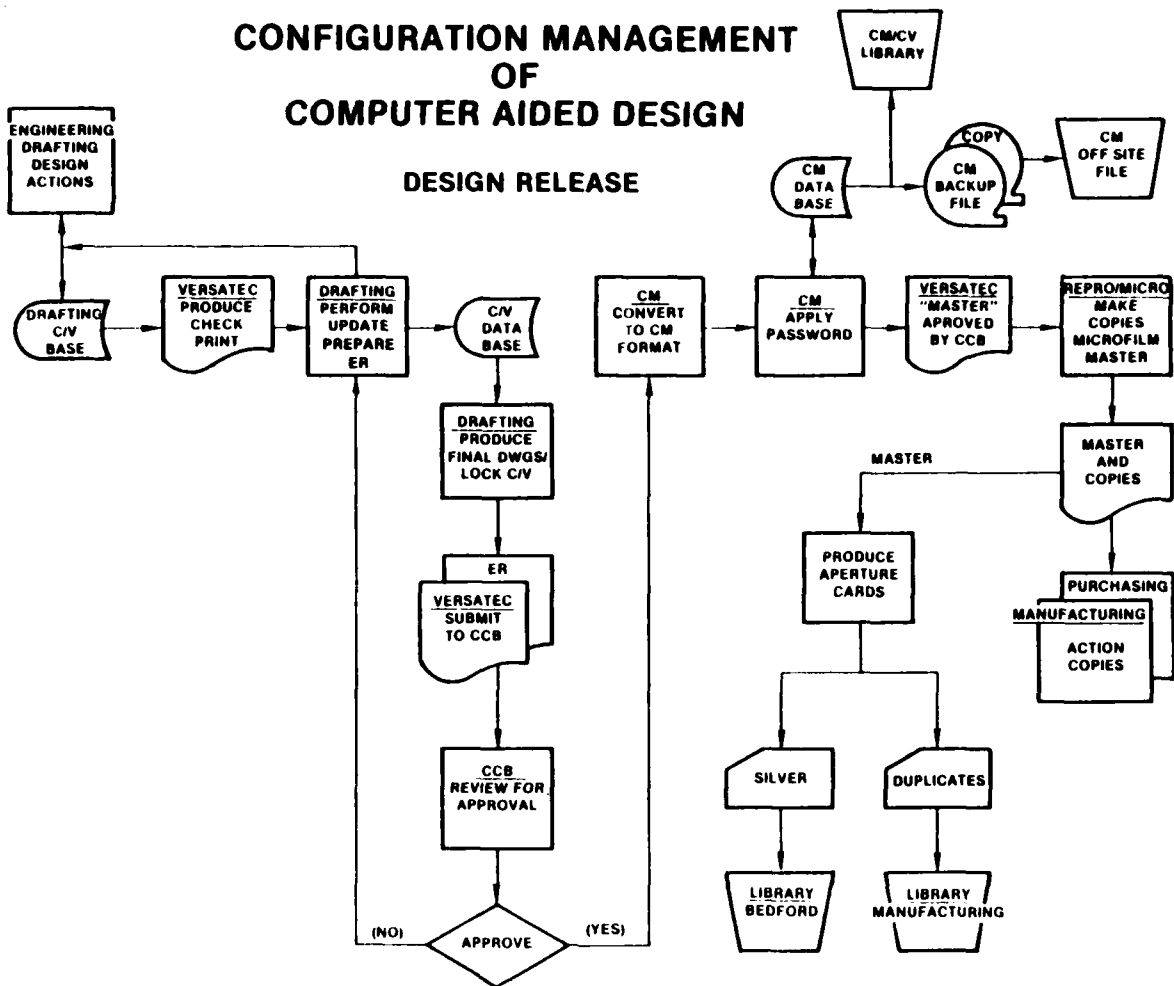 CONFIGURATION MANAGEMENT
OF
COMPUTER AIDED DESIGN
DESIGN RELEASE
ENGINEERING
DRAFTING
DESIGN
ACTIONS
DRAFTING
C/V
BASE
VERSATEC
PRODUCE
CHECK
PRINT
DRAFTING
PERFORM
UPDATE
PREPARE
ER
C/V
DATA
BASE
DRAFTING
PRODUCE
FINAL DWGS/
LOCK C/V
ER
VERSATEC
SUBMIT
TO CCB
CCB
REVIEW FOR
APPROVAL
APPROVE
(NO)
(YES)
CM
CONVERT
TO CM
FORMAT
CM
APPLY
PASSWORD
CM
DATA
BASE
CM/CV
LIBRARY
COPY
CM
BACKUP
FILE
CM
OFF SITE
FILE
VERSATEC
"MASTER"
APROVED
BY CCB
REPRO/MICRO
MAKE
COPIES
MICROFILM
MASTER
MASTER
AND
COPIES
MASTER
PURCHASING
MANUFACTURING
ACTION
COPIES
PRODUCE
APERTURE
CARDS
SILVER
DUPLICATES
LIBRARY
BEDFORD
LIBRARY
MANUFACTURING